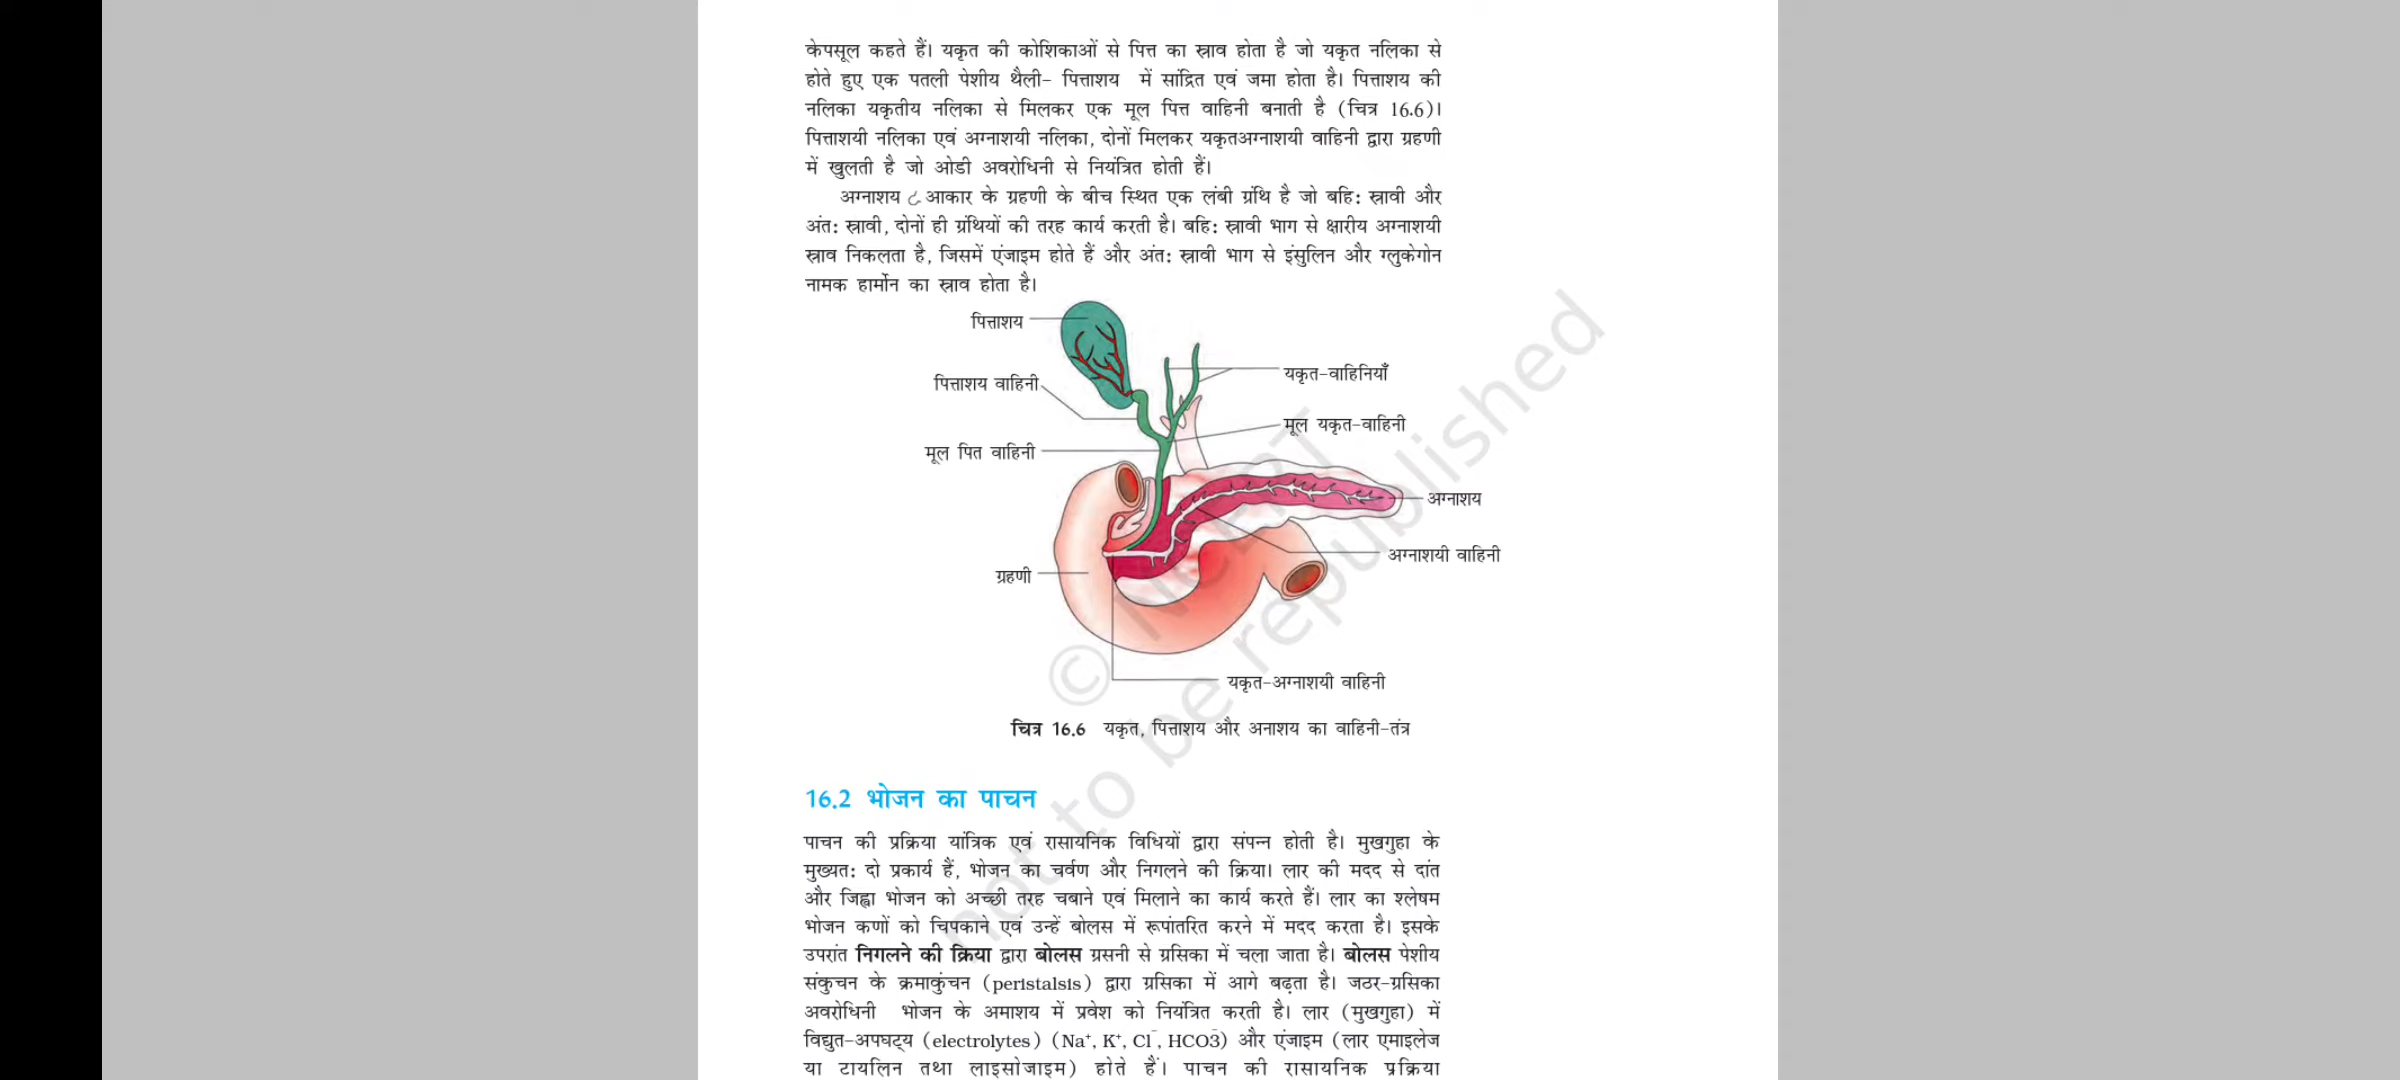 केपसूल कहते हैं। यकृत की कोशिकाओं से पित्त का स्राव होता है जो यकृत नलिका से
होते हुए एक पतली पेशीय थैली- पित्ताशय में सांद्रित एवं जमा होता है। पित्ताशय की
नलिका यकृतीय नलिका से मिलकर एक मूल पित्त वाहिनी बनाती है (चित्र 16.6)।
पित्ताशयी नलिका एवं अग्नाशयी नलिका, दोनों मिलकर यकृतअग्नाशयी वाहिनी द्वारा ग्रहणी
में खुलती है जो ओडी अवरोधिनी से नियंत्रित होती हैं।
अग्नाशय आकार के ग्रहणी के बीच स्थित एक लंबी ग्रंथि है जो बहि: स्रावी और
अंत: स्रावी, दोनों ही ग्रंथियों की तरह कार्य करती है। बहि: स्रावी भाग से क्षारीय अग्नाशयी
स्राव निकलता है, जिसमें एंजाइम होते हैं और अंत: स्रावी भाग से इंसुलिन और ग्लुकेगोन
नामक हार्मोन का स्राव होता है।
पित्ताशय
यकृत-वाहिनियाँ
पित्ताशय वाहिनी
मूल यकृत-वाहिनी
मूल पित वाहिनी
अग्नाशय
अग्नाशयी वाहिनी
ग्रहणी
यकृत-अग्नाशयी वाहिनी
चित्र 16.6 यकृत, पित्ताशय और अनाशय का वाहिनी-तंत्र
16.2 भोजन का पाचन
पाचन की प्रक्रिया यांत्रिक एवं रासायनिक विधियों द्वारा संपन्न होती है। मुखगुहा के
मुख्यत: दो प्रकार्य हैं, भोजन का चर्वण और निगलने की क्रिया। लार की मदद से दांत
और जिह्वा भोजन को अच्छी तरह चबाने एवं मिलाने का कार्य करते हैं। लार का श्लेषम
भोजन कणों को चिपकाने एवं उन्हें बोलस में रूपांतरित करने में मदद करता है। इसके
उपरांत निगलने की क्रिया द्वारा बोलस ग्रसनी से ग्रसिका में चला जाता है। बोलस पेशीय
संकुचन के क्रमाकुंचन (peristalsis) द्वारा ग्रसिका में आगे बढ़ता है। जठर-ग्रसिका
अवरोधिनी भोजन के अमाशय में प्रवेश को नियंत्रित करती है। लार (मुखगुहा) में
विद्युत-अपघट्य (electrolytes) (Na⁺, K⁺, Cl⁻, HCO3̄) और एंजाइम (लार एमाइलेज
या टायलिन तथा लाइसोजाइम) होते हैं। पाचन की रासायनिक प्रक्रिया
© NCERT
not to be republished